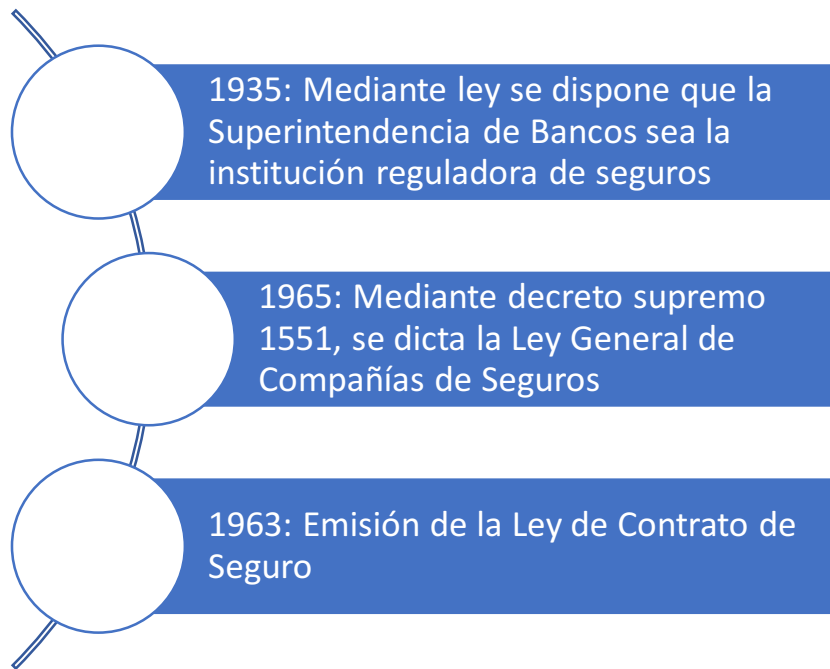 1935: Mediante ley se dispone que la
Superintendencia de Bancos sea la
institución reguladora de seguros
1965: Mediante decreto supremo
1551, se dicta la Ley General de
Compañías de Seguros
1963: Emisión de la Ley de Contrato de
Seguro